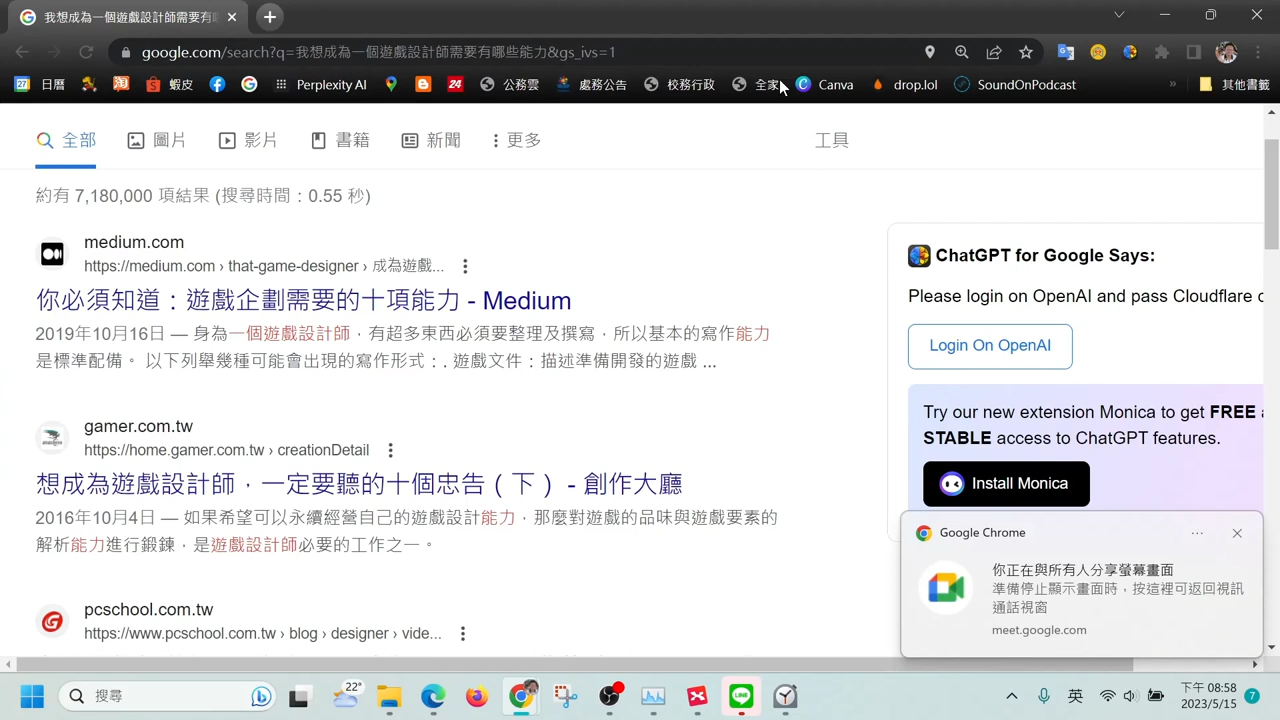 我想成為一個遊戲設計師需要有哪
google.com/search?q=我想成為一個遊戲設計師需要有哪些能力&gs_ivs=1
27 日曆 淘 蝦皮 Perplexity AI 24 公務雲 處務公告 校務行政 全家 Canva drop.lol SoundOnPodcast » 其他書籤
全部 圖片 影片 書籍 新聞 更多 工具
約有 7,180,000 項結果 (搜尋時間：0.55 秒)
medium.com
https://medium.com › that-game-designer › 成為遊戲...
你必須知道：遊戲企劃需要的十項能力 - Medium
2019年10月16日 — 身為一個遊戲設計師，有超多東西必須要整理及撰寫，所以基本的寫作能力
是標準配備。 以下列舉幾種可能會出現的寫作形式：. 遊戲文件：描述準備開發的遊戲 ...
gamer.com.tw
https://home.gamer.com.tw › creationDetail
想成為遊戲設計師，一定要聽的十個忠告（下） - 創作大廳
2016年10月4日 — 如果希望可以永續經營自己的遊戲設計能力，那麼對遊戲的品味與遊戲要素的
解析能力進行鍛鍊，是遊戲設計師必要的工作之一。
pcschool.com.tw
https://www.pcschool.com.tw › blog › designer › vide...
ChatGPT for Google Says:
Please login on OpenAI and pass Cloudflare
Login On OpenAI
Try our new extension Monica to get FREE
STABLE access to ChatGPT features.
Install Monica
Google Chrome
你正在與所有人分享螢幕畫面
準備停止顯示畫面時，按這裡可返回視訊
通話視窗
meet.google.com
搜尋 22° 英 下午 08:58
2023/5/15 7